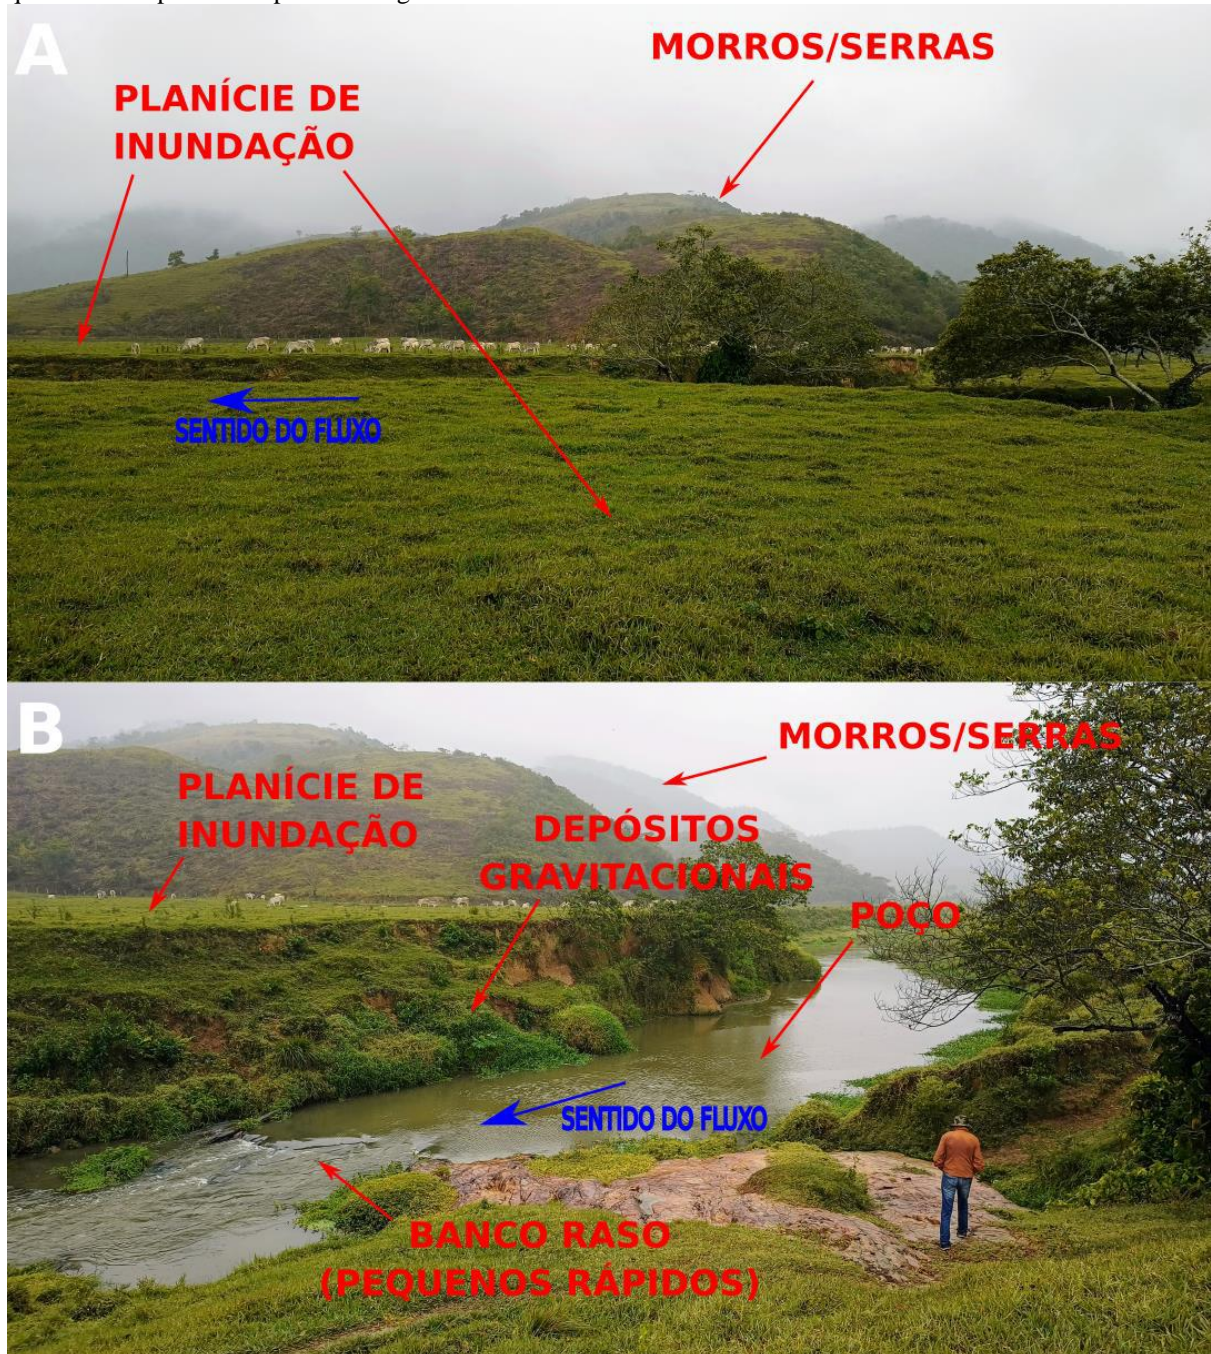 A
MORROS/SERRAS
PLANÍCIE DE
INUNDAÇÃO
SENTIDO DO FLUXO
B
MORROS/SERRAS
PLANÍCIE DE
INUNDAÇÃO
DEPÓSITOS
GRAVITACIONAIS
POÇO
SENTIDO DO FLUXO
BANCO RASO
(PEQUENOS RÁPIDOS)